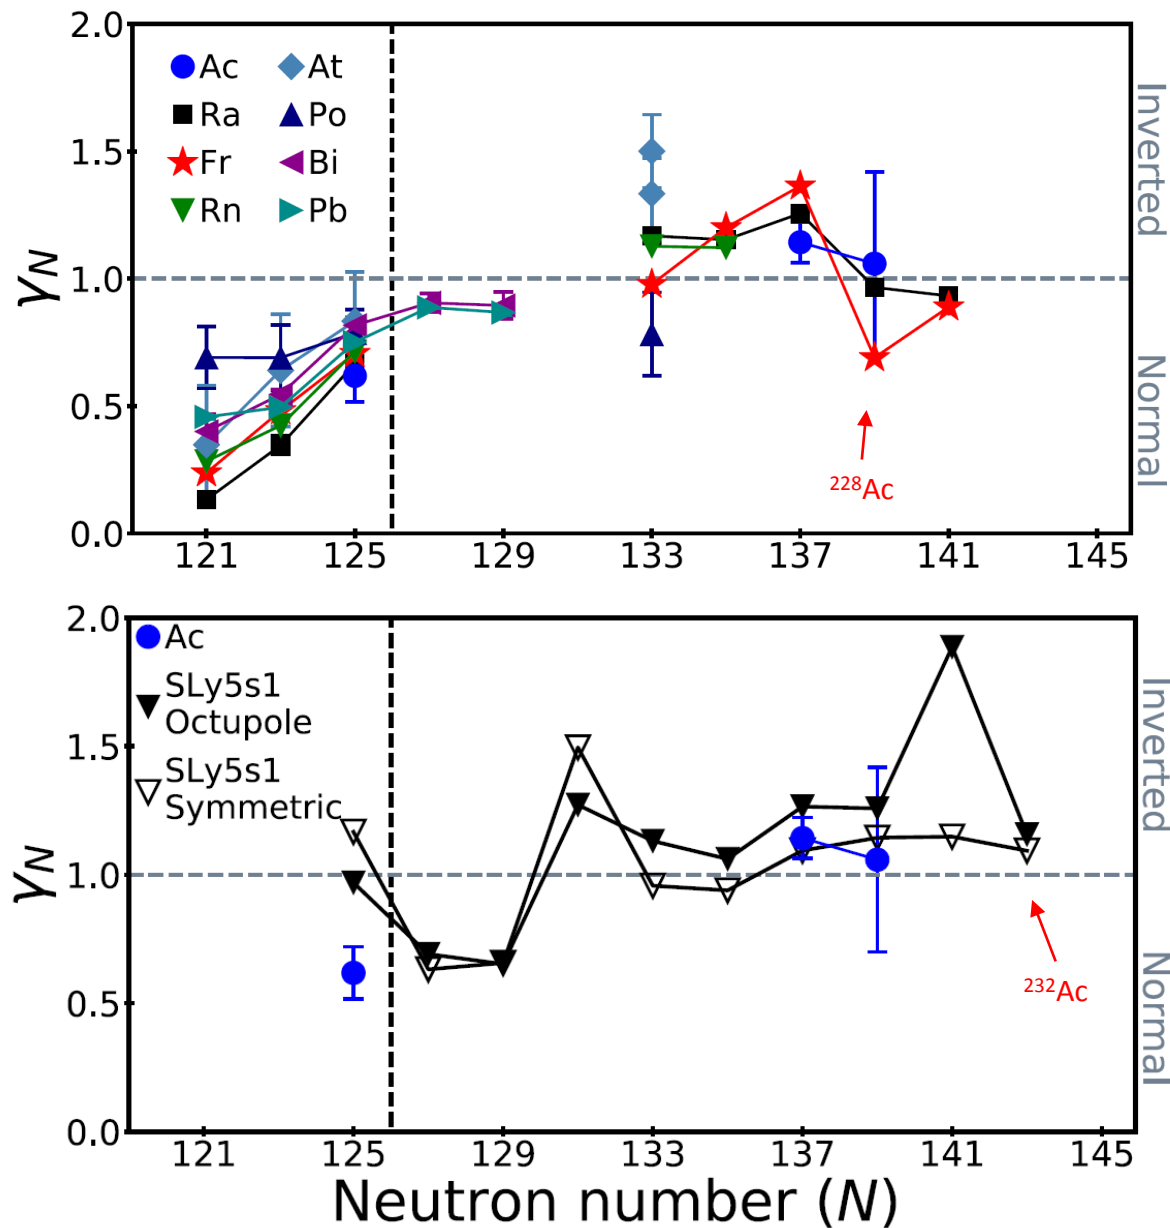 2.0
1.5
1.0
0.5
0.0
γN
Ac
Ra
Fr
Rn
At
Po
Bi
Pb
Inverted
Normal
²²⁸Ac
121
125
129
133
137
141
145
2.0
1.5
1.0
0.5
0.0
γN
Ac
SLy5s1
Octupole
SLy5s1
Symmetric
Inverted
Normal
²³²Ac
121
125
129
133
137
141
145
Neutron number (N)